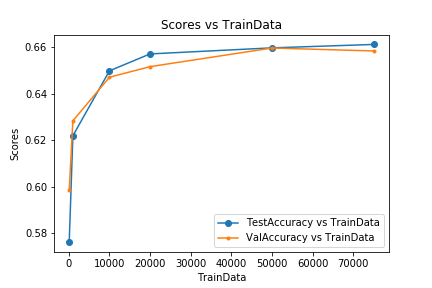 Scores vs TrainData
0.66
0.64
0.62
0.60
0.58
Scores
TestAccuracy vs TrainData
ValAccuracy vs TrainData
0 10000 20000 30000 40000 50000 60000 70000
TrainData